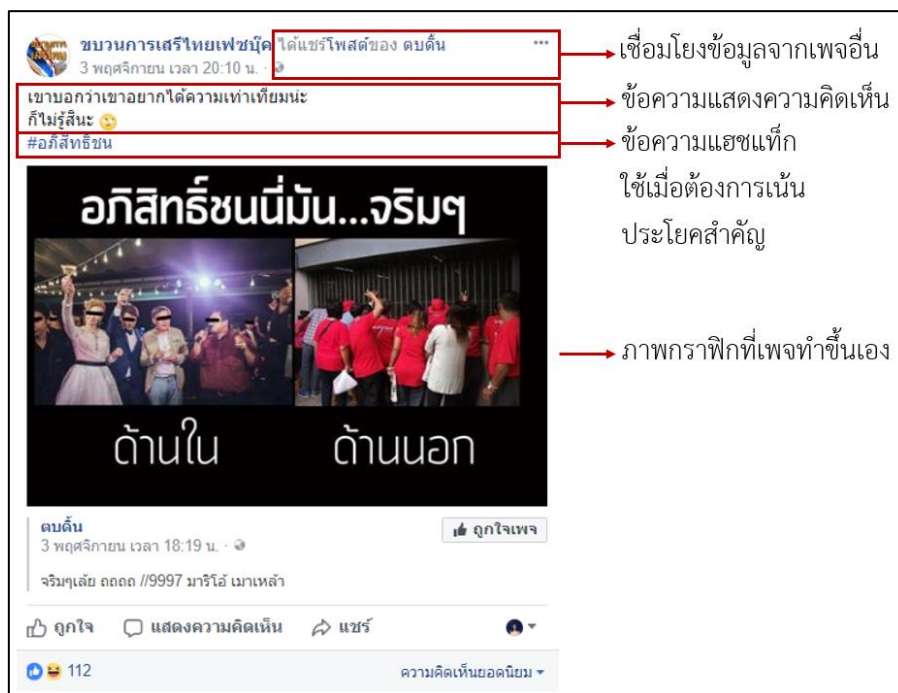 ขบวนการเสรีไทยเฟซบุ๊ค ได้แชร์โพสต์ของ ตบดิ้น
3 พฤศจิกายน เวลา 20:10 น. ·
เขาบอกว่าเขาอยากได้ความเท่าเทียมน่ะ
ก็ไม่รู้สินะ 🙄
#อภิสิทธิ์ชน
อภิสิทธิ์ชนนี่มัน...จริมๆ
ด้านใน
ด้านนอก
ตบดิ้น
3 พฤศจิกายน เวลา 18:19 น. ·
ถูกใจเพจ
จริมๆเล้ย ถถถถ //9997 มาริโอ้ เมาเหล้า
ถูกใจ แสดงความคิดเห็น แชร์
112
ความคิดเห็นยอดนิยม
เชื่อมโยงข้อมูลจากเพจอื่น
ข้อความแสดงความคิดเห็น
ข้อความแฮชแท็ก
ใช้เมื่อต้องการเน้น
ประโยคสำคัญ
ภาพกราฟิกที่เพจทำขึ้นเอง